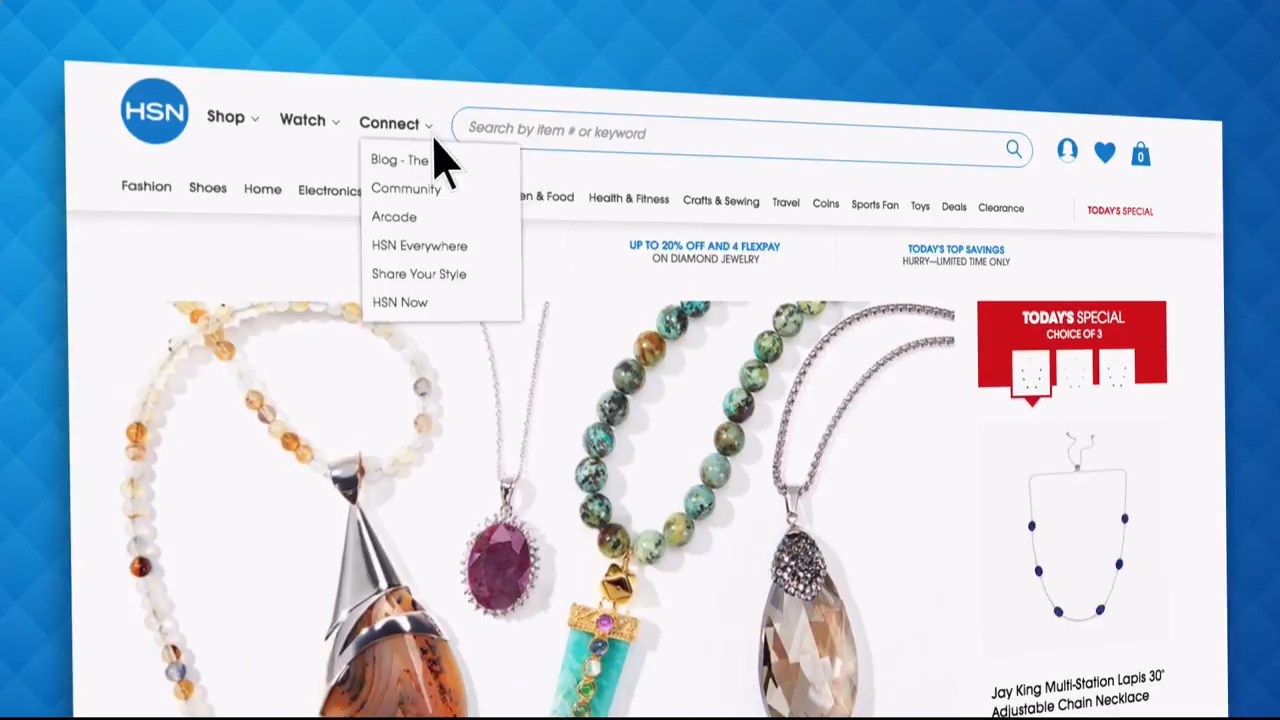 HSN
Shop
Watch
Connect
Search by item # or keyword
0
Blog - The
Community
Arcade
HSN Everywhere
Share Your Style
HSN Now
Fashion
Shoes
Home
Electronics
& Food
Health & Fitness
Crafts & Sewing
Travel
Coins
Sports Fan
Toys
Deals
Clearance
TODAY'S SPECIAL
UP TO 20% OFF AND 4 FLEXPAY
ON DIAMOND JEWELRY
TODAY'S TOP SAVINGS
HURRY—LIMITED TIME ONLY
TODAY'S SPECIAL
CHOICE OF 3
Jay King Multi-Station Lapis 30"
Adjustable Chain Necklace